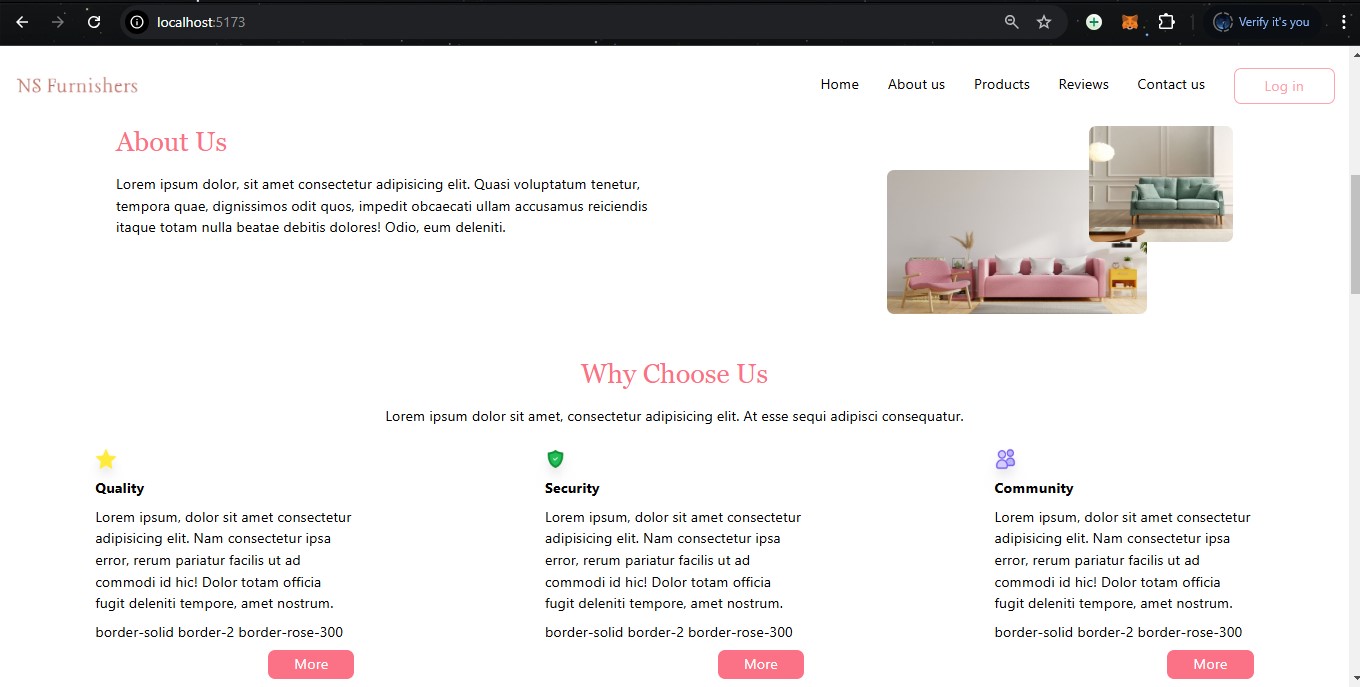 localhost:5173
Verify it's you
NS Furnishers
Home
About us
Products
Reviews
Contact us
Log in
About Us
Lorem ipsum dolor, sit amet consectetur adipisicing elit. Quasi voluptatum tenetur,
tempora quae, dignissimos odit quos, impedit obcaecati ullam accusamus reiciendis
itaque totam nulla beatae debitis dolores! Odio, eum deleniti.
Why Choose Us
Lorem ipsum dolor sit amet, consectetur adipisicing elit. At esse sequi adipisci consequatur.
Quality
Lorem ipsum, dolor sit amet consectetur
adipisicing elit. Nam consectetur ipsa
error, rerum pariatur facilis ut ad
commodi id hic! Dolor totam officia
fugit deleniti tempore, amet nostrum.
border-solid border-2 border-rose-300
More
Security
Lorem ipsum, dolor sit amet consectetur
adipisicing elit. Nam consectetur ipsa
error, rerum pariatur facilis ut ad
commodi id hic! Dolor totam officia
fugit deleniti tempore, amet nostrum.
border-solid border-2 border-rose-300
More
Community
Lorem ipsum, dolor sit amet consectetur
adipisicing elit. Nam consectetur ipsa
error, rerum pariatur facilis ut ad
commodi id hic! Dolor totam officia
fugit deleniti tempore, amet nostrum.
border-solid border-2 border-rose-300
More